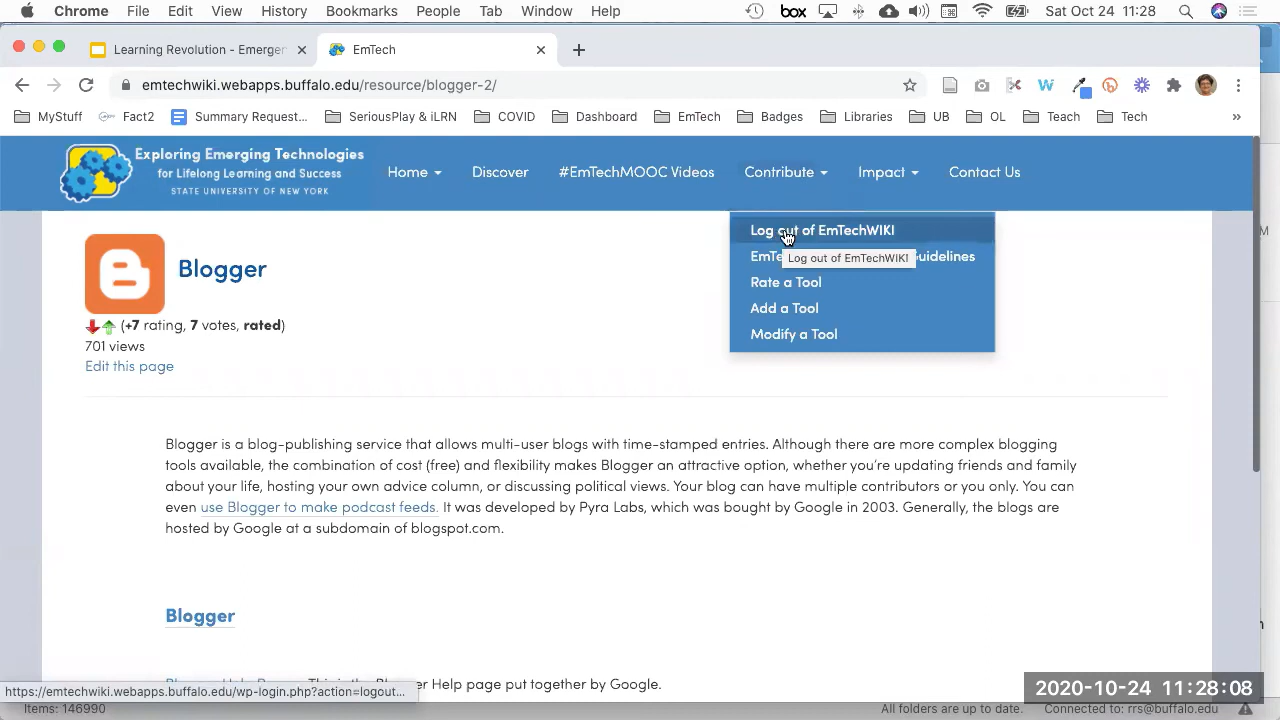 Chrome File Edit View History Bookmarks People Tab Window Help box Sat Oct 24 11:28
Learning Revolution - Emerger
EmTech
emtechwiki.webapps.buffalo.edu/resource/blogger-2/
MyStuff Fact2 Summary Request... SeriousPlay & iLRN COVID Dashboard EmTech Badges Libraries UB OL Teach Tech »
Exploring Emerging Technologies
for Lifelong Learning and Success
STATE UNIVERSITY OF NEW YORK
Home Discover #EmTechMOOC Videos Contribute Impact Contact Us
Log out of EmTechWIKI
EmTe uidelines
Log out of EmTechWIKI
Rate a Tool
Add a Tool
Modify a Tool
Blogger
(+7 rating, 7 votes, rated)
701 views
Edit this page
Blogger is a blog-publishing service that allows multi-user blogs with time-stamped entries. Although there are more complex blogging
tools available, the combination of cost (free) and flexibility makes Blogger an attractive option, whether you're updating friends and family
about your life, hosting your own advice column, or discussing political views. Your blog can have multiple contributors or you only. You can
even use Blogger to make podcast feeds. It was developed by Pyra Labs, which was bought by Google in 2003. Generally, the blogs are
hosted by Google at a subdomain of blogspot.com.
Blogger
er Help page put together by Google.
https://emtechwiki.webapps.buffalo.edu/wp-login.php?action=logout...
2020-10-24 11:28:08
Items: 146990 All folders are up to date. Connected to: rrs@buffalo.edu